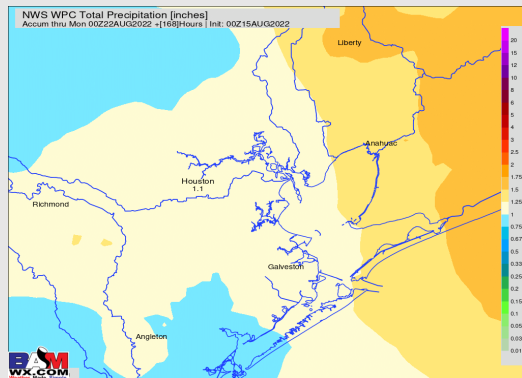 NWS WPC Total Precipitation [inches]
Accum thru Mon 00Z22AUG2022 +[168]Hours | Init: 00Z15AUG2022
Liberty
Anahuac
Houston
1.1
Richmond
Galveston
Angleton
20
15
12
10
8
6
5
4
3
2.5
2
1.75
1.5
1.25
1
0.75
0.67
0.5
0.33
0.25
0.2
0.15
0.1
0.05
0.03
0.01
BAM
WX.COM